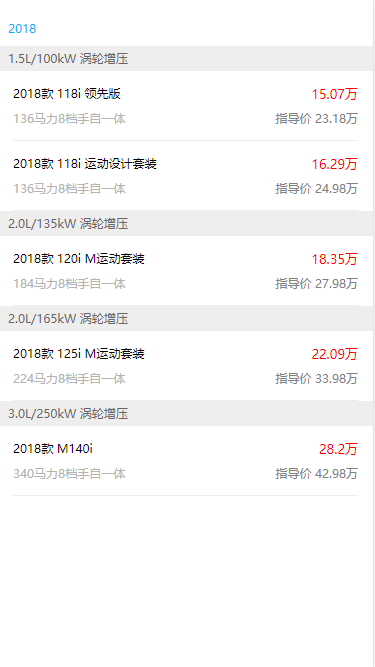 2018
1.5L/100kW 涡轮增压
2018款 118i 领先版 15.07万
136马力8档手自一体 指导价 23.18万
2018款 118i 运动设计套装 16.29万
136马力8档手自一体 指导价 24.98万
2.0L/135kW 涡轮增压
2018款 120i M运动套装 18.35万
184马力8档手自一体 指导价 27.98万
2.0L/165kW 涡轮增压
2018款 125i M运动套装 22.09万
224马力8档手自一体 指导价 33.98万
3.0L/250kW 涡轮增压
2018款 M140i 28.2万
340马力8档手自一体 指导价 42.98万